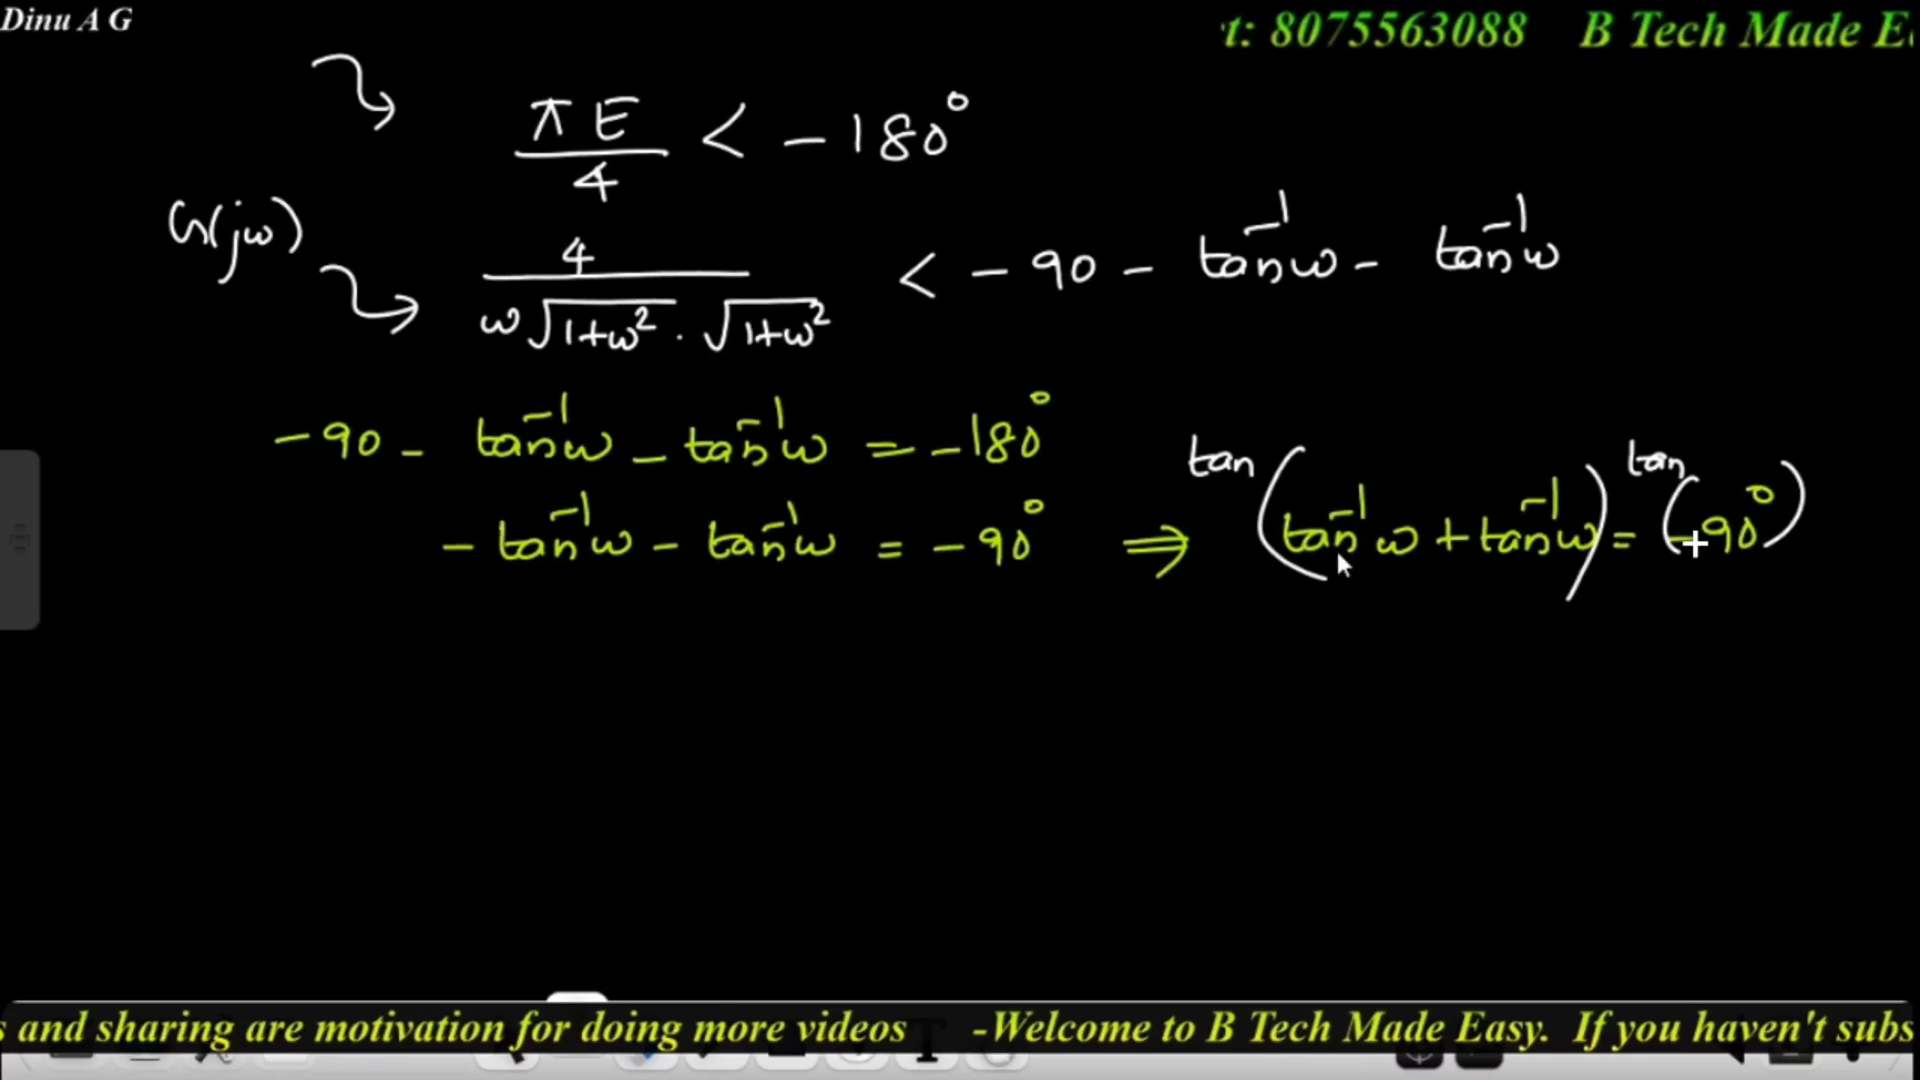 Dinu A G
t: 8075563088 B Tech Made E
πE/4 < -180°
G(jω)
4/(ω√(1+ω²) · √(1+ω²)) < -90 - tan⁻¹ω - tan⁻¹ω
-90 - tan⁻¹ω - tan⁻¹ω = -180°
-tan⁻¹ω - tan⁻¹ω = -90° ⇒ tan(tan⁻¹ω + tan⁻¹ω) = tan(+90°)
s and sharing are motivation for doing more videos -Welcome to B Tech Made Easy. If you haven't subs
T